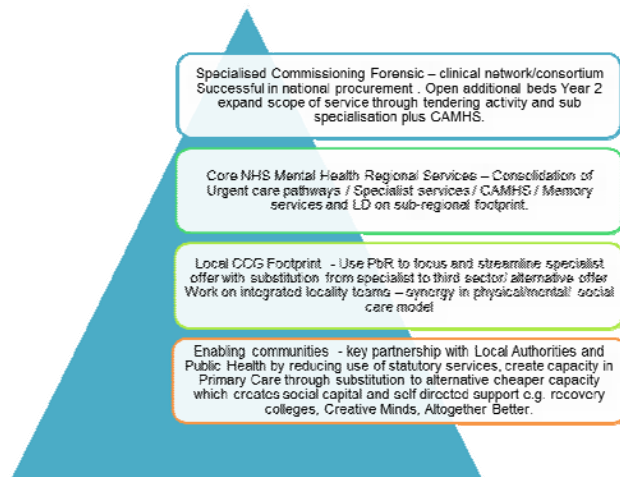 Specialised Commissioning Forensic – clinical network/consortium
Successful in national procurement . Open additional beds Year 2
expand scope of service through tendering activity and sub
specialisation plus CAMHS.
Core NHS Mental Health Regional Services – Consolidation of
Urgent care pathways / Specialist services / CAMHS / Memory
services and LD on sub-regional footprint.
Local CCG Footprint - Use PbR to focus and streamline specialist
offer with substitution from specialist to third sector/ alternative offer
Work on integrated locality teams – synergy in physical/mental/ social
care model
Enabling communities - key partnership with Local Authorities and
Public Health by reducing use of statutory services, create capacity in
Primary Care through substitution to alternative cheaper capacity
which creates social capital and self directed support e.g. recovery
colleges, Creative Minds, Altogether Better.